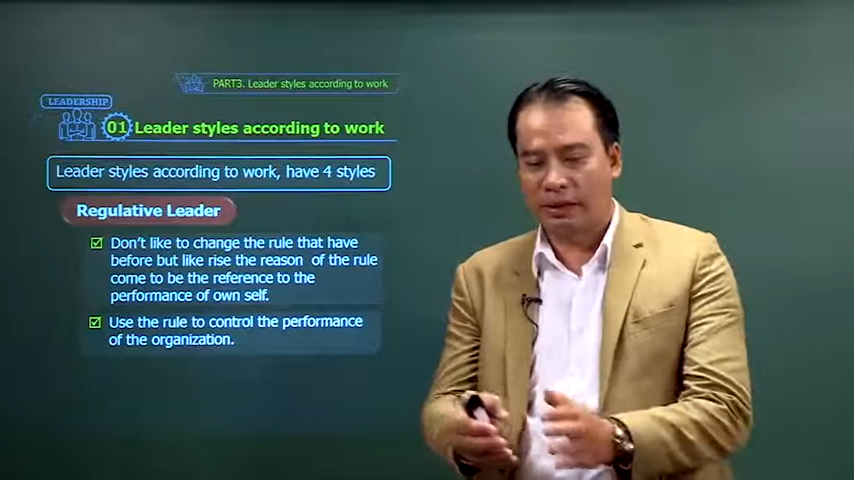 PART3. Leader styles according to work
LEADERSHIP
01 Leader styles according to work
Leader styles according to work, have 4 styles
Regulative Leader
Don't like to change the rule that have
before but like rise the reason of the rule
come to be the reference to the
performance of own self.
Use the rule to control the performance
of the organization.